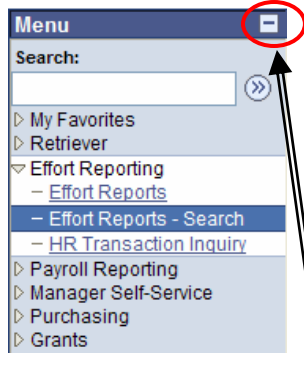 Menu
Search:
My Favorites
Retriever
Effort Reporting
– Effort Reports
– Effort Reports - Search
– HR Transaction Inquiry
Payroll Reporting
Manager Self-Service
Purchasing
Grants